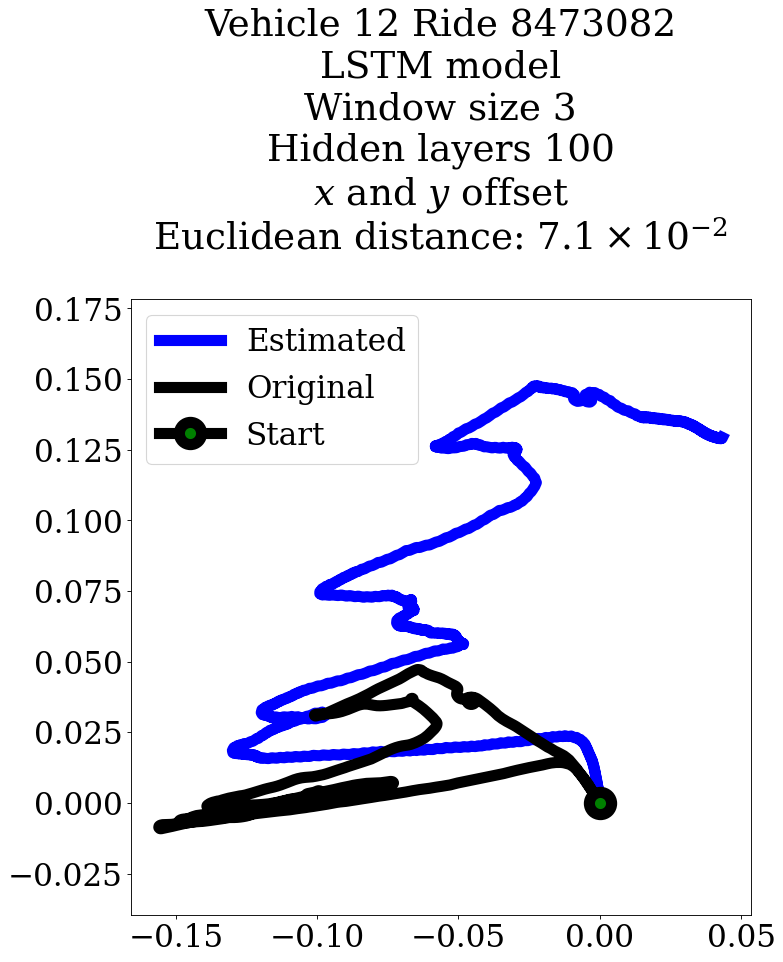 Vehicle 12 Ride 8473082
LSTM model
Window size 3
Hidden layers 100
x and y offset
Euclidean distance: 7.1 × 10⁻²
0.175
0.150
0.125
0.100
0.075
0.050
0.025
0.000
−0.025
Estimated
Original
Start
−0.15 −0.10 −0.05 0.00 0.05